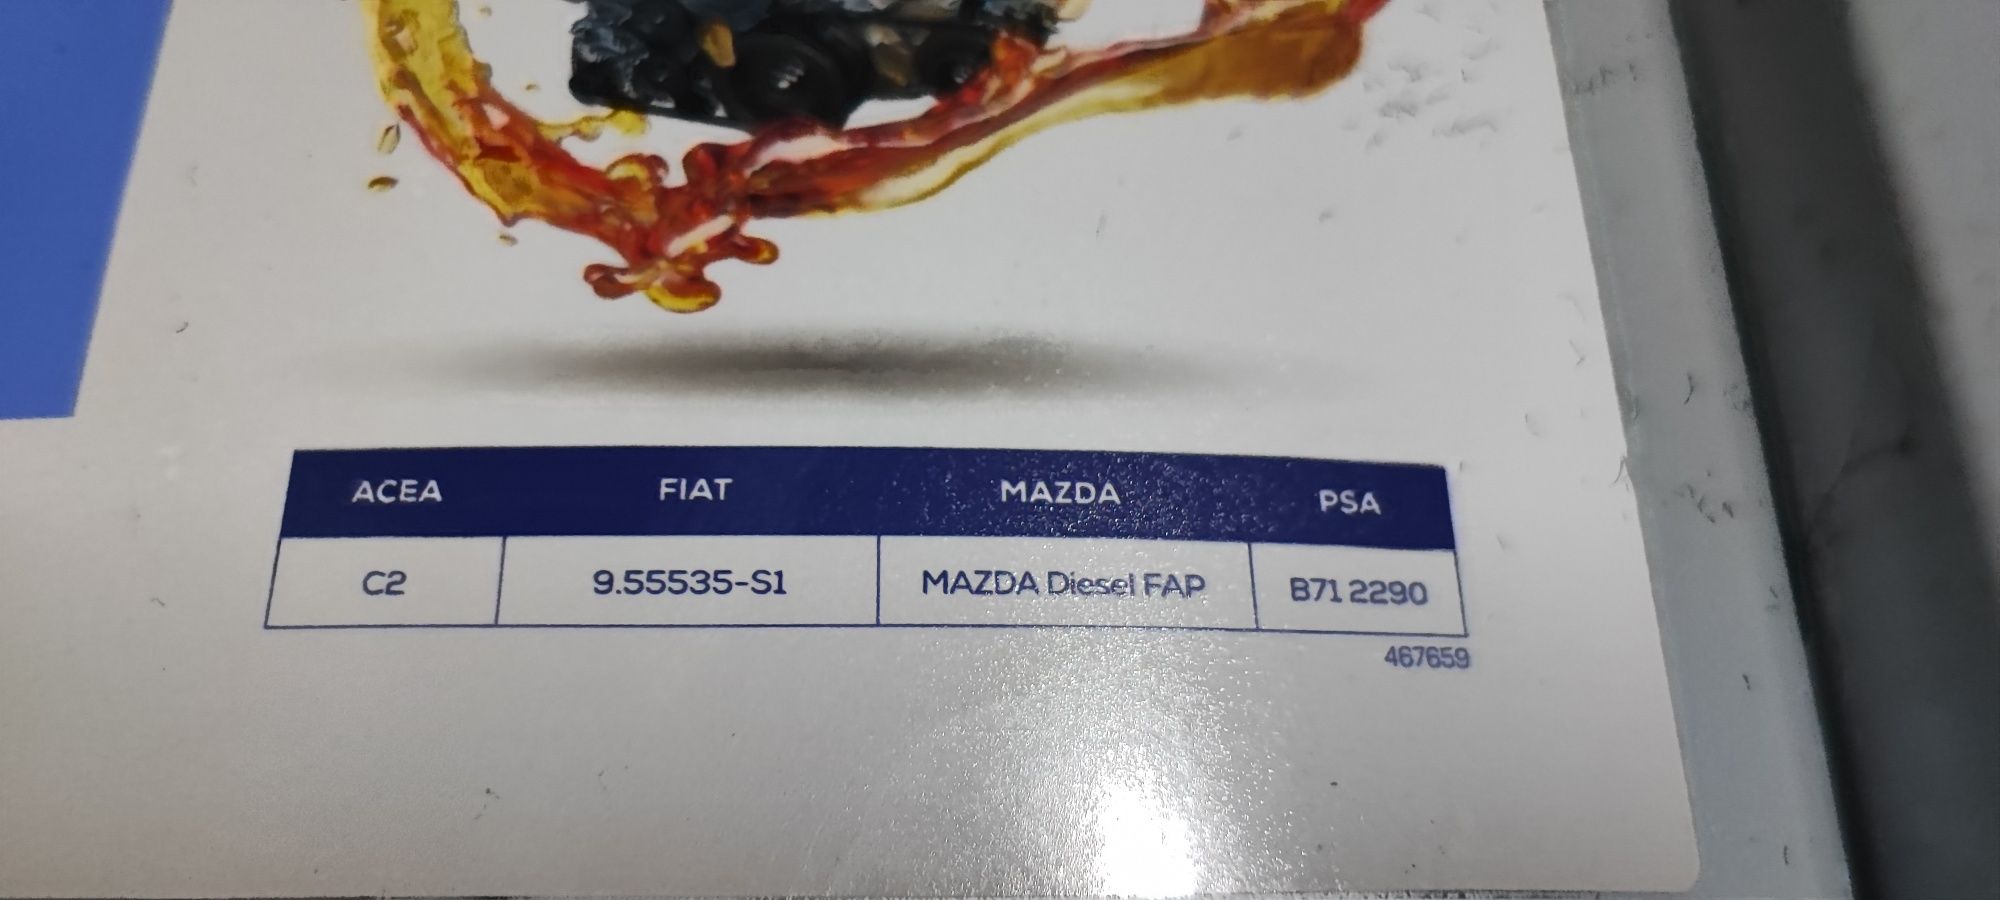 ACEA FIAT MAZDA PSA
C2 9.55535-S1 MAZDA Diesel FAP B71 2290
467659